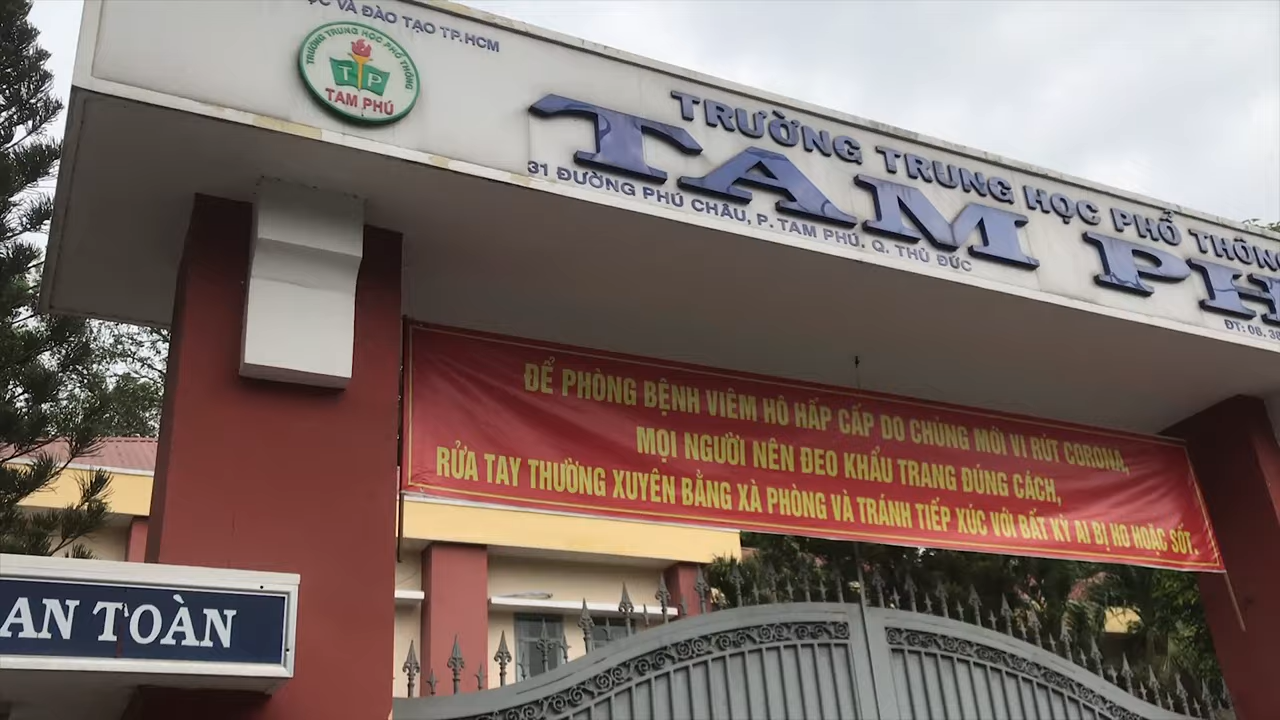 ỌC VÀ ĐÀO TẠO TP.HCM
TRƯỜNG TRUNG HỌC PHỔ THÔNG
TP
TAM PHÚ
TRƯỜNG TRUNG HỌC PHỔ THÔNG
TAM PH
31 ĐƯỜNG PHÚ CHÂU, P. TAM PHÚ. Q. THỦ ĐỨC
ĐT: 08.
ĐỂ PHÒNG BỆNH VIÊM HÔ HẤP CẤP DO CHỦNG MỚI VI RÚT CORONA,
MỌI NGƯỜI NÊN ĐEO KHẨU TRANG ĐÚNG CÁCH,
RỬA TAY THƯỜNG XUYÊN BẰNG XÀ PHÒNG VÀ TRÁNH TIẾP XÚC VỚI BẤT KỲ AI BỊ HO HOẶC SỐT.
AN TOÀN